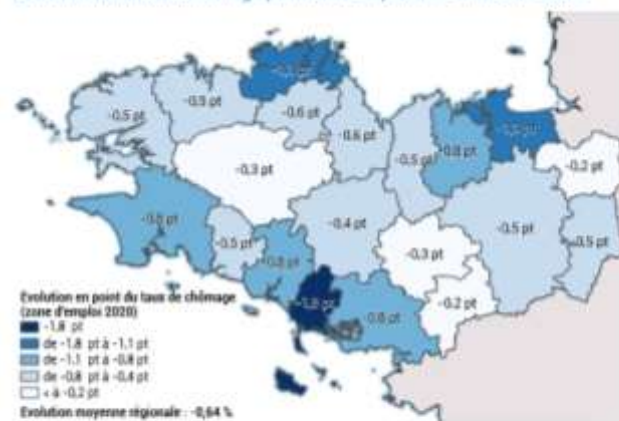 -0,5 pt
-0,5 pt
-0,6 pt
-0,6 pt
-0,5 pt
-0,8 pt
-0,2 pt
-0,3 pt
-0,8 pt
-0,5 pt
-0,8 pt
-0,4 pt
-0,3 pt
-0,5 pt
-0,5 pt
-1,8 pt
-0,8 pt
-0,2 pt
Evolution en point du taux de chômage
(zone d'emploi 2020)
-1,8 pt
de -1,8 pt à -1,1 pt
de -1,1 pt à -0,8 pt
de -0,8 pt à -0,4 pt
< à -0,2 pt
Evolution moyenne régionale : -0,64 %